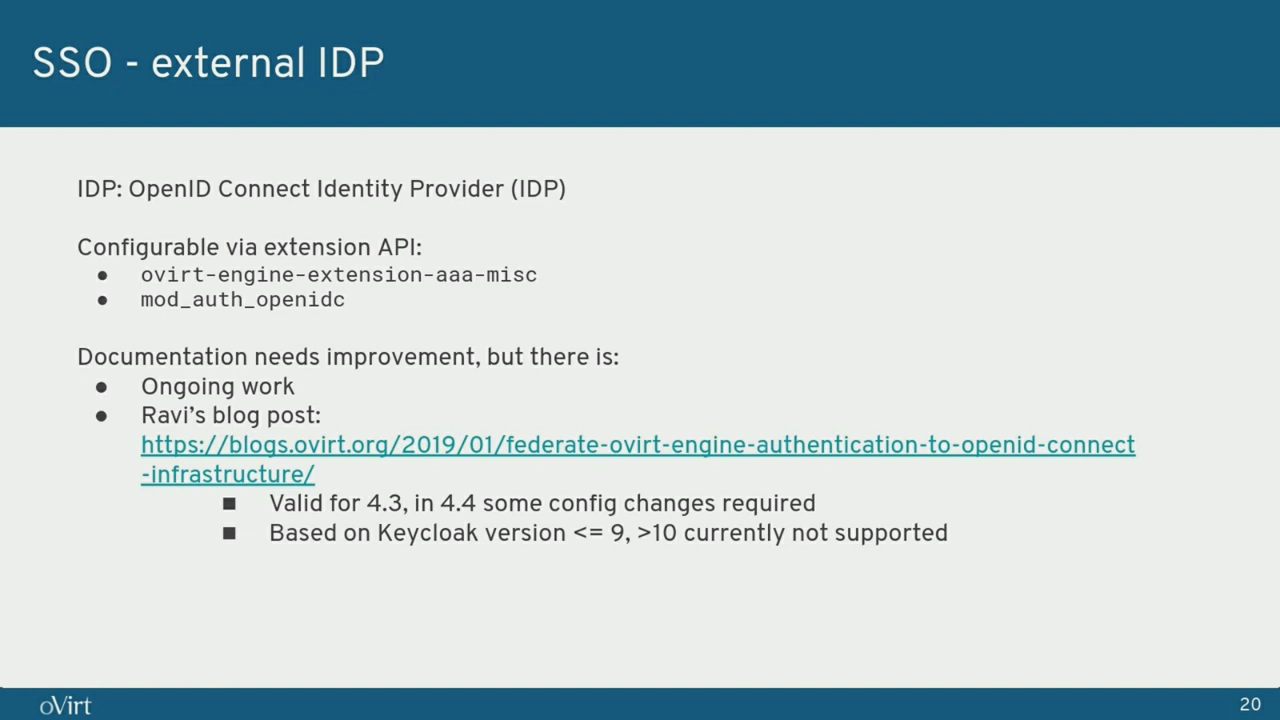 SSO - external IDP
IDP: OpenID Connect Identity Provider (IDP)
Configurable via extension API:
● ovirt-engine-extension-aaa-misc
● mod_auth_openidc
Documentation needs improvement, but there is:
● Ongoing work
● Ravi's blog post:
https://blogs.ovirt.org/2019/01/federate-ovirt-engine-authentication-to-openid-connect
-infrastructure/
■ Valid for 4.3, in 4.4 some config changes required
■ Based on Keycloak version <= 9, >10 currently not supported
oVirt
20